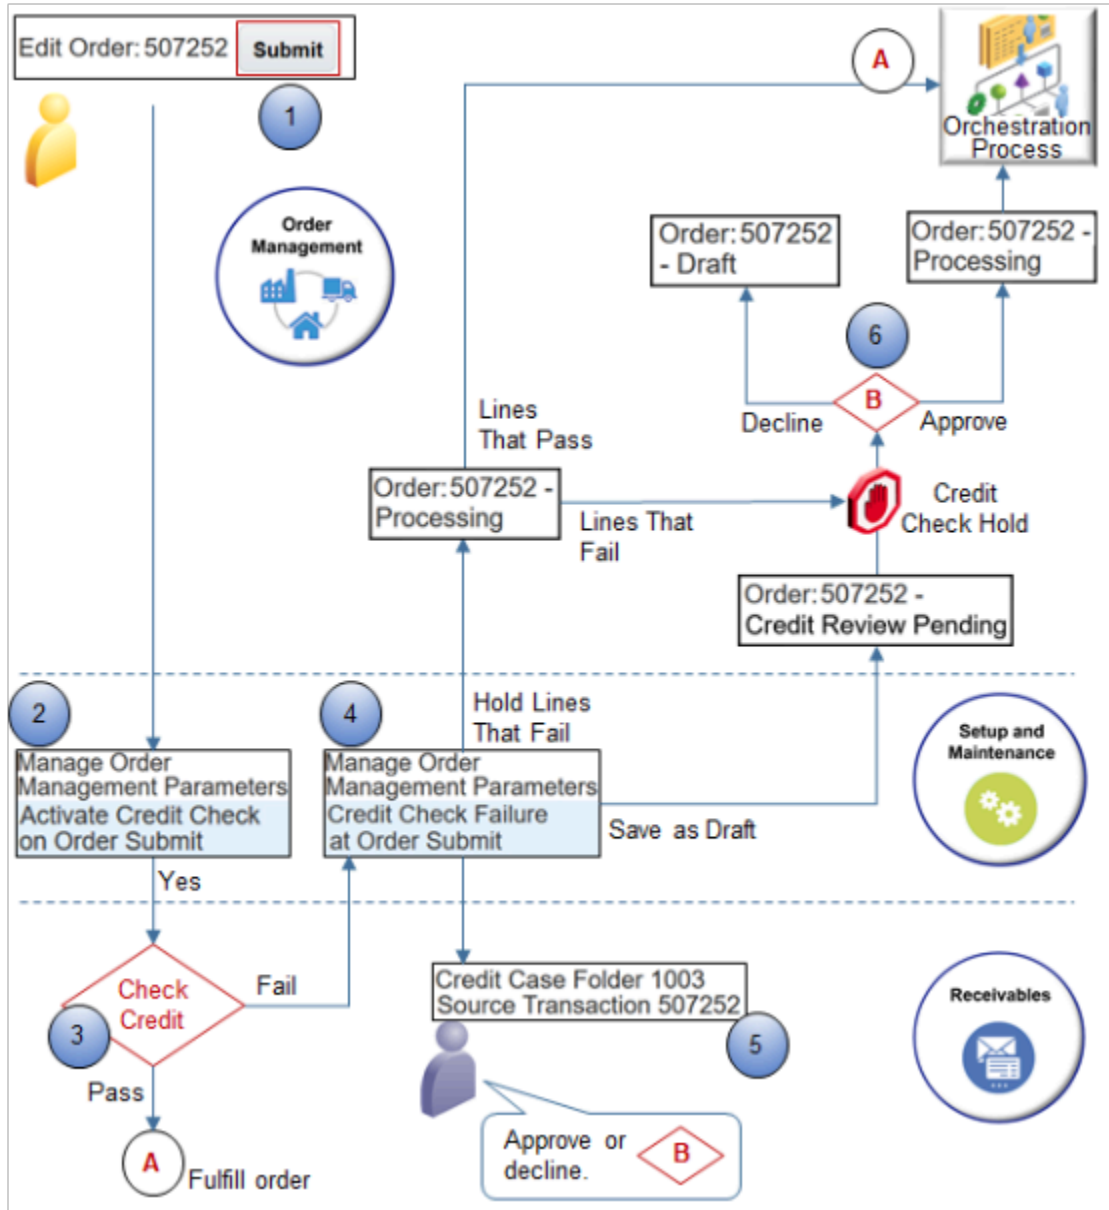 Edit Order: 507252
Submit
1
A
Orchestration
Process
Order
Management
Order: 507252
- Draft
Order: 507252 -
Processing
6
B
Decline
Approve
Lines
That Pass
Order: 507252 -
Processing
Lines That
Fail
Credit
Check Hold
Order: 507252 -
Credit Review Pending
2
4
Hold Lines
That Fail
Setup and
Maintenance
Manage Order
Management Parameters
Activate Credit Check
on Order Submit
Manage Order
Management Parameters
Credit Check Failure
at Order Submit
Save as Draft
Yes
Check
Credit
3
Fail
Pass
A
Fulfill order
Credit Case Folder 1003
Source Transaction 507252
5
Receivables
Approve or
decline.
B